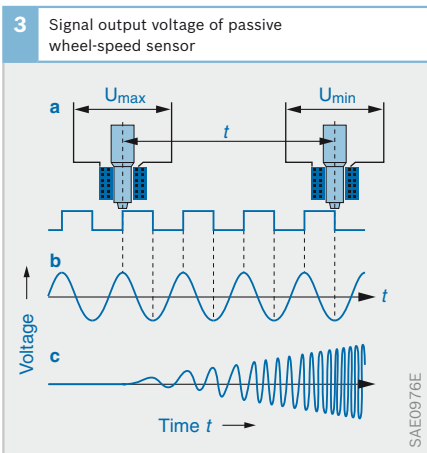 3 Signal output voltage of passive
wheel-speed sensor
a
Umax
Umin
t
b
t
Voltage
c
Time t
SAE0976E